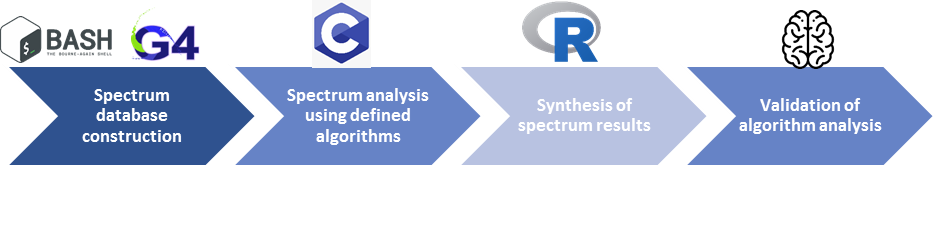 $_
BASH
THE BOURNE-AGAIN SHELL
G4
C
R
Spectrum
database
construction
Spectrum analysis
using defined
algorithms
Synthesis of
spectrum results
Validation of
algorithm analysis